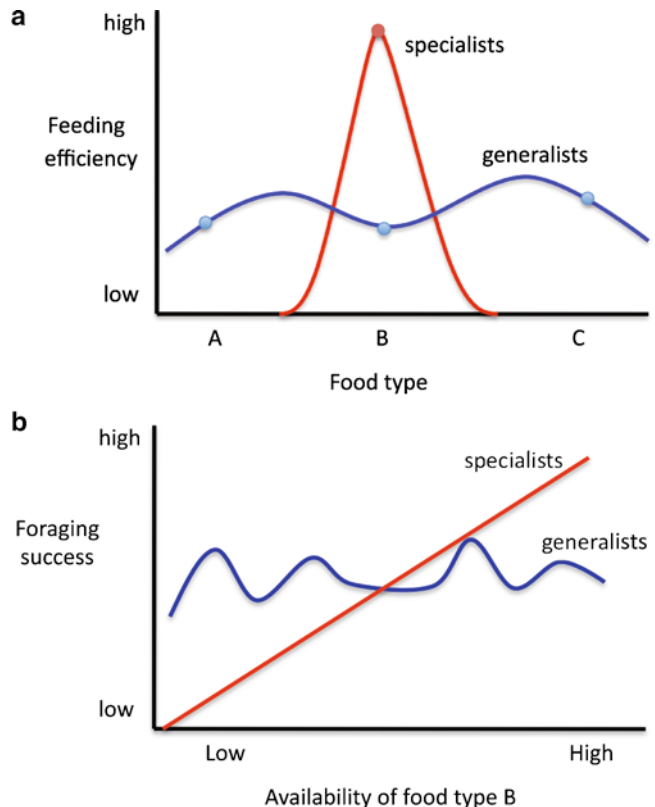 a
high
specialists
Feeding
efficiency
generalists
low
A
B
C
Food type
b
high
specialists
Foraging
success
generalists
low
Low
High
Availability of food type B